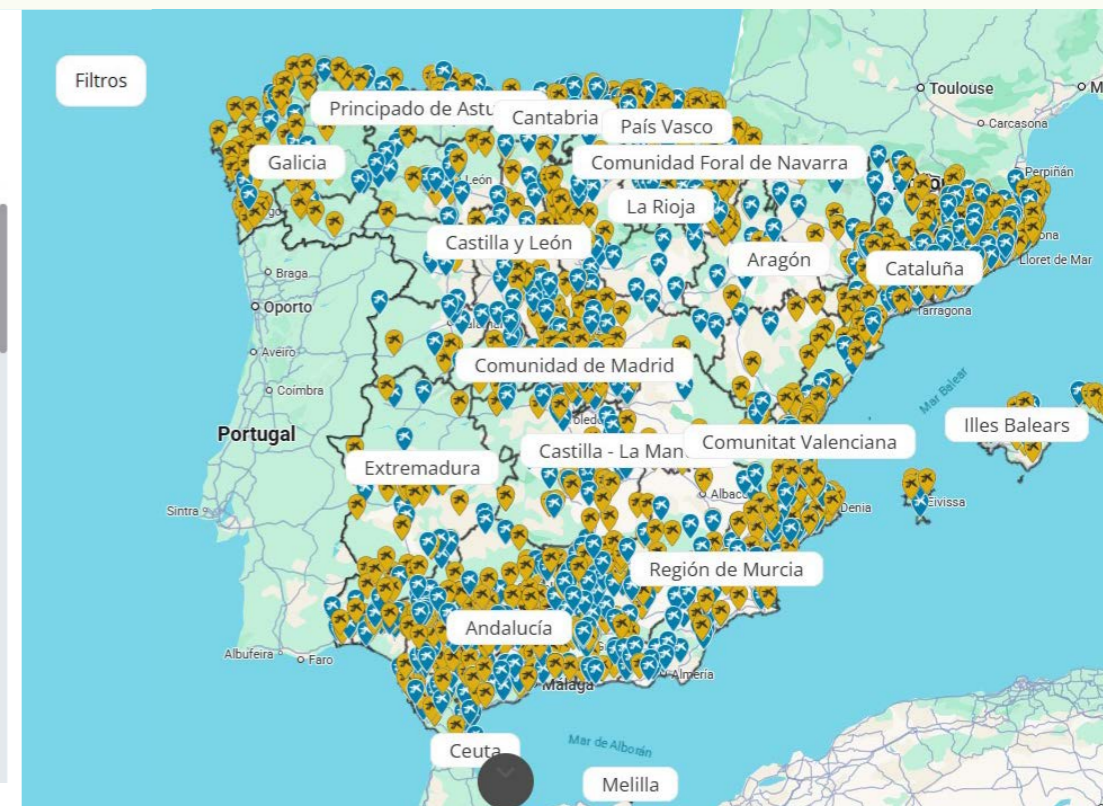 Filtros
Toulouse
Carcasona
Principado de Astu
Cantabria
País Vasco
Galicia
Comunidad Foral de Navarra
León
Perpiñán
La Rioja
Castilla y León
Aragón
Cataluña
Lloret de Mar
Braga
Oporto
Tarragona
Aveiro
Coímbra
Comunidad de Madrid
Mar Balear
Portugal
Illes Balears
Comunitat Valenciana
Castilla - La Man
Extremadura
Albac
Sintra
Denia
Eivissa
Región de Murcia
Andalucía
Albufeira
Faro
Málaga
Almería
Ceuta
Mar de Alborán
Melilla